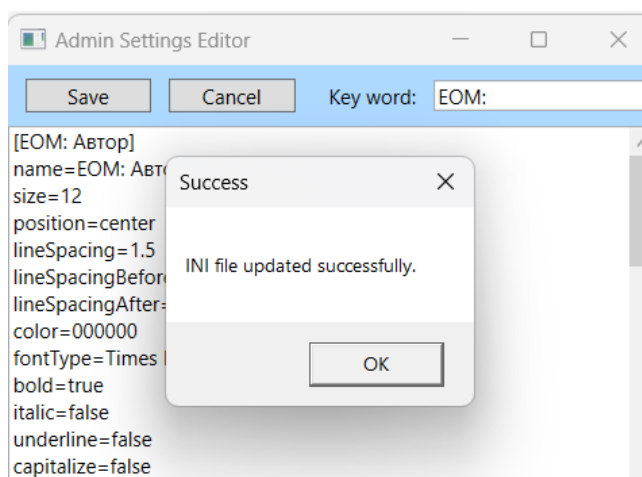 Admin Settings Editor
Save Cancel Key word: EOM:
[EOM: Автор]
name=EOM:
size=12
position=center
lineSpacing=1.5
lineSpacingAfter=
color=000000
fontType=Times
bold=true
italic=false
underline=false
capitalize=false
Success
INI file updated successfully.
OK